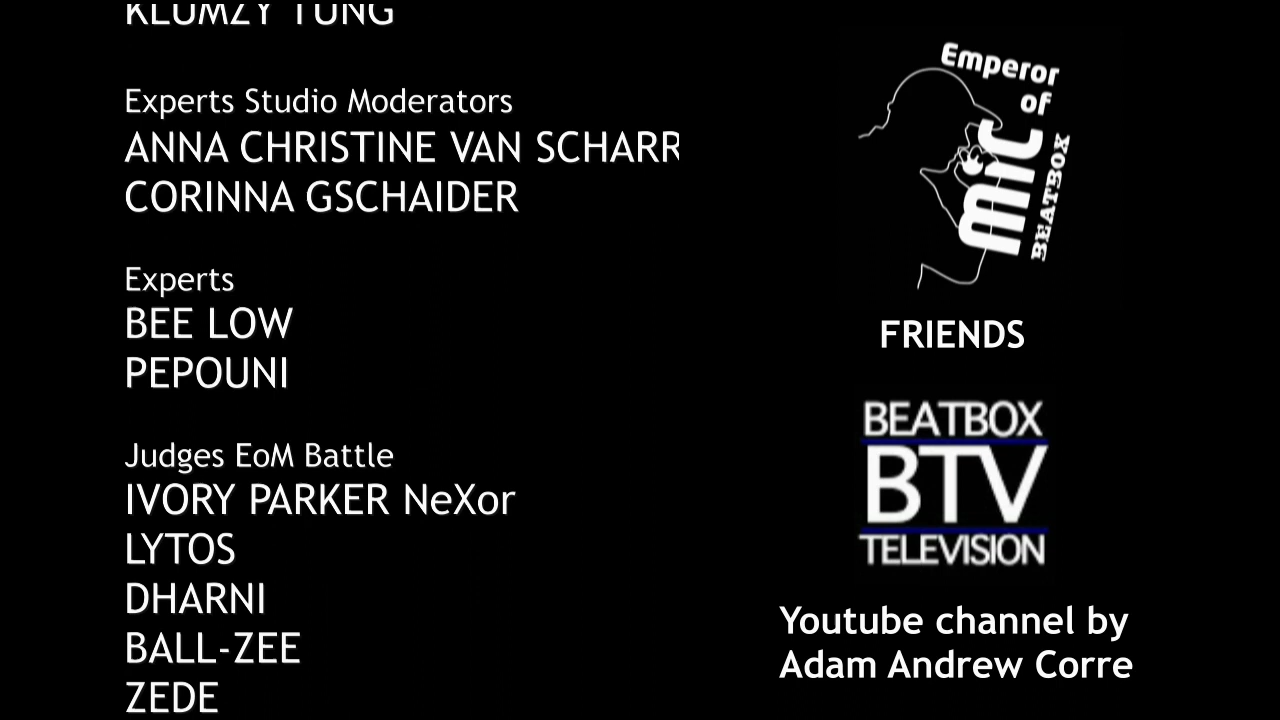 KLUMZY TUNG
Experts Studio Moderators
ANNA CHRISTINE VAN SCHARR
CORINNA GSCHAIDER
Experts
BEE LOW
PEPOUNI
Judges EoM Battle
IVORY PARKER NeXor
LYTOS
DHARNI
BALL-ZEE
ZEDE
Emperor
of
MiC
BEATBOX
FRIENDS
BEATBOX
BTV
TELEVISION
Youtube channel by
Adam Andrew Corre